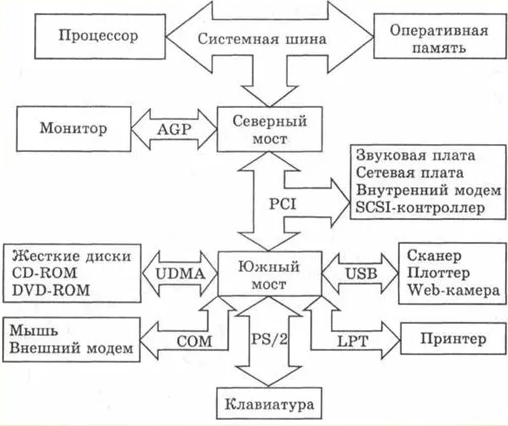 Процессор
Системная шина
Оперативная
память
Монитор
AGP
Северный
мост
Звуковая плата
Сетевая плата
Внутренний модем
SCSI-контроллер
PCI
Жесткие диски
CD-ROM
DVD-ROM
UDMA
Южный
мост
USB
Сканер
Плоттер
Web-камера
Мышь
Внешний модем
COM
PS/2
LPT
Принтер
Клавиатура